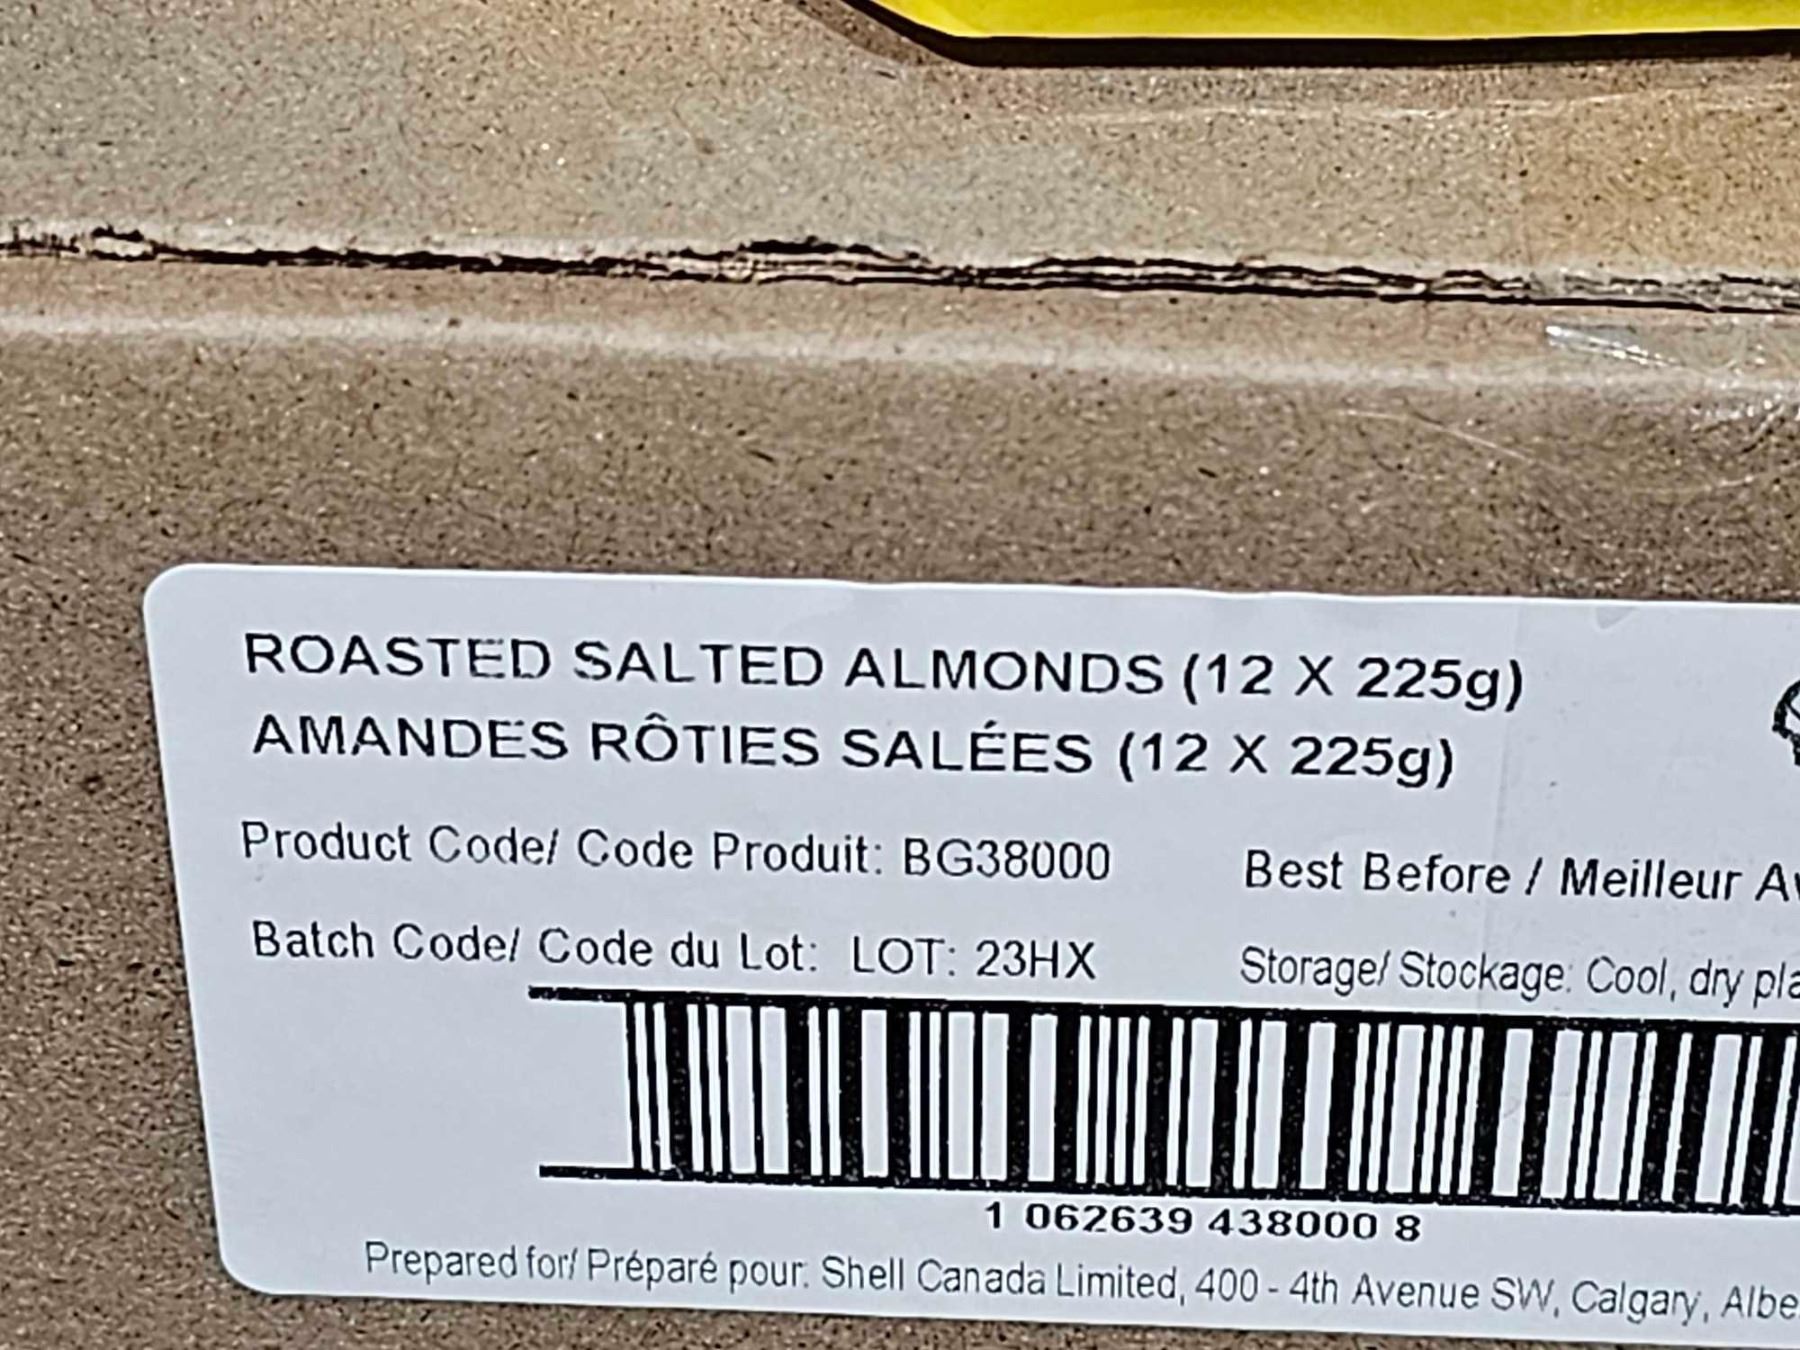 ROASTED SALTED ALMONDS (12 X 225g)
AMANDES RÔTIES SALÉES (12 X 225g)
Product Code/ Code Produit: BG38000
Best Before / Meilleur
Batch Code/ Code du Lot: LOT: 23HX
Storage/ Stockage: Cool, dry
1 062639 438000 8
Prepared for/ Préparé pour: Shell Canada Limited, 400 - 4th Avenue SW, Calgary,